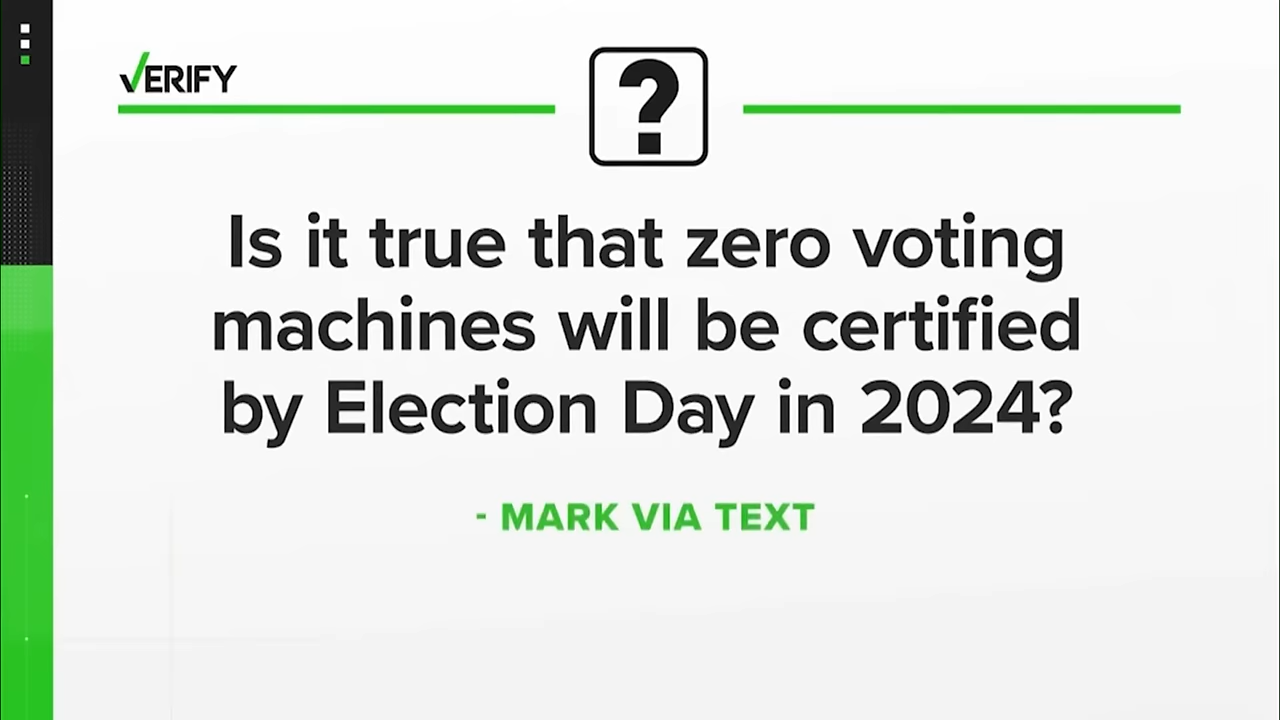 VERIFY
?
Is it true that zero voting
machines will be certified
by Election Day in 2024?
- MARK VIA TEXT